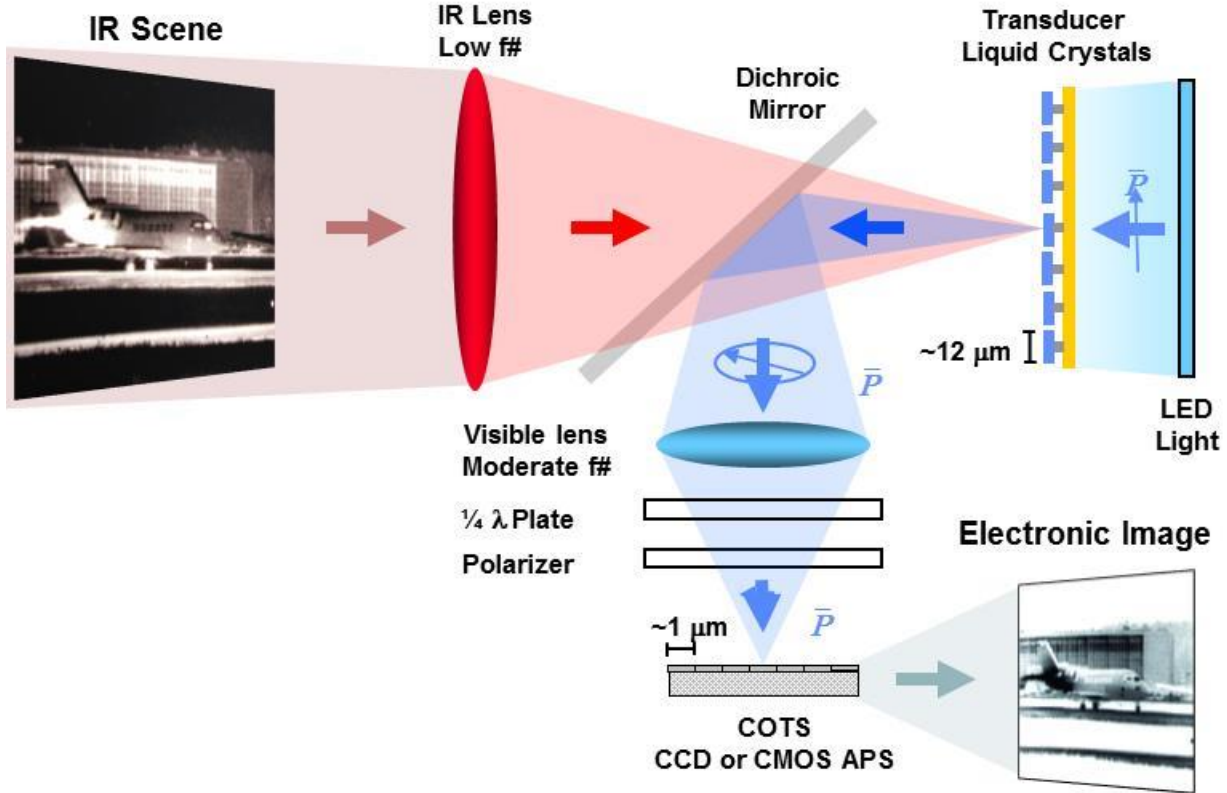 IR Scene
IR Lens
Low f#
Dichroic
Mirror
Transducer
Liquid Crystals
P̅
~12 μm
LED
Light
P̅
Visible lens
Moderate f#
¼ λ Plate
Polarizer
Electronic Image
~1 μm
P̅
COTS
CCD or CMOS APS